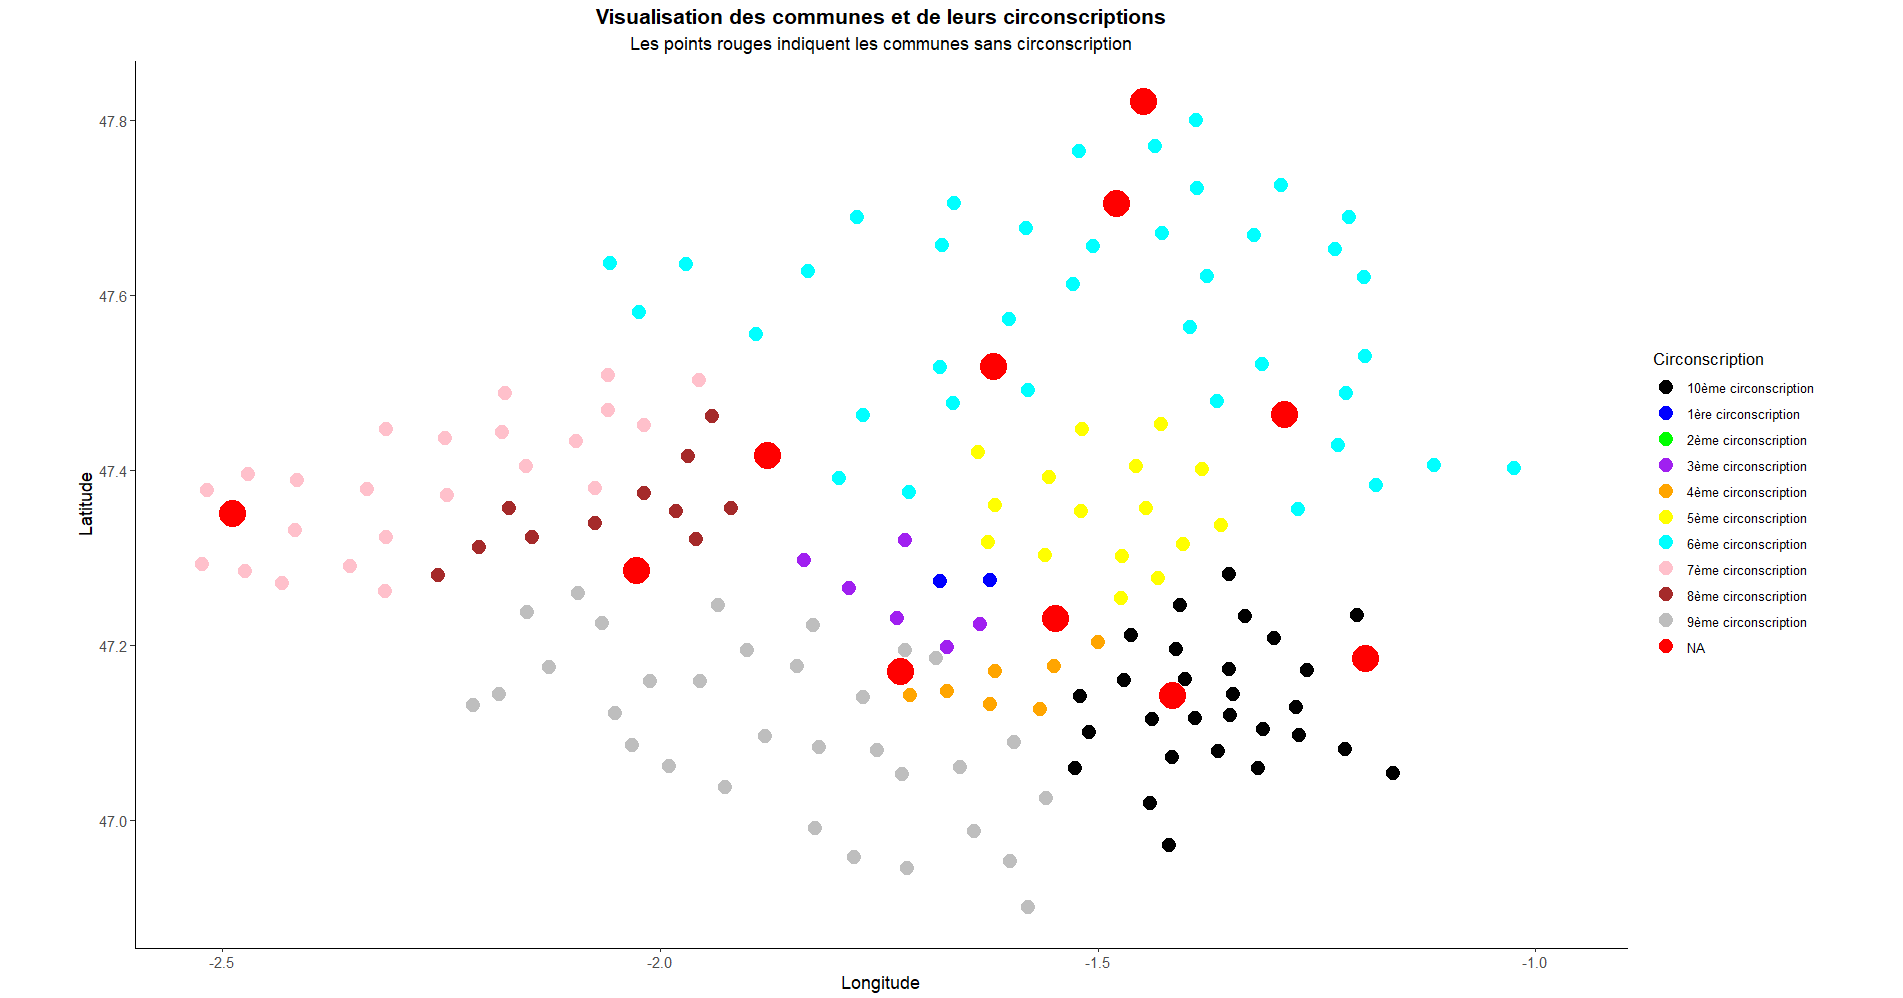 Visualisation des communes et de leurs circonscriptions
Les points rouges indiquent les communes sans circonscription
47.8
47.6
47.4
47.2
47.0
Latitude
-2.5
-2.0
-1.5
-1.0
Longitude
Circonscription
10ème circonscription
1ère circonscription
2ème circonscription
3ème circonscription
4ème circonscription
5ème circonscription
6ème circonscription
7ème circonscription
8ème circonscription
9ème circonscription
NA